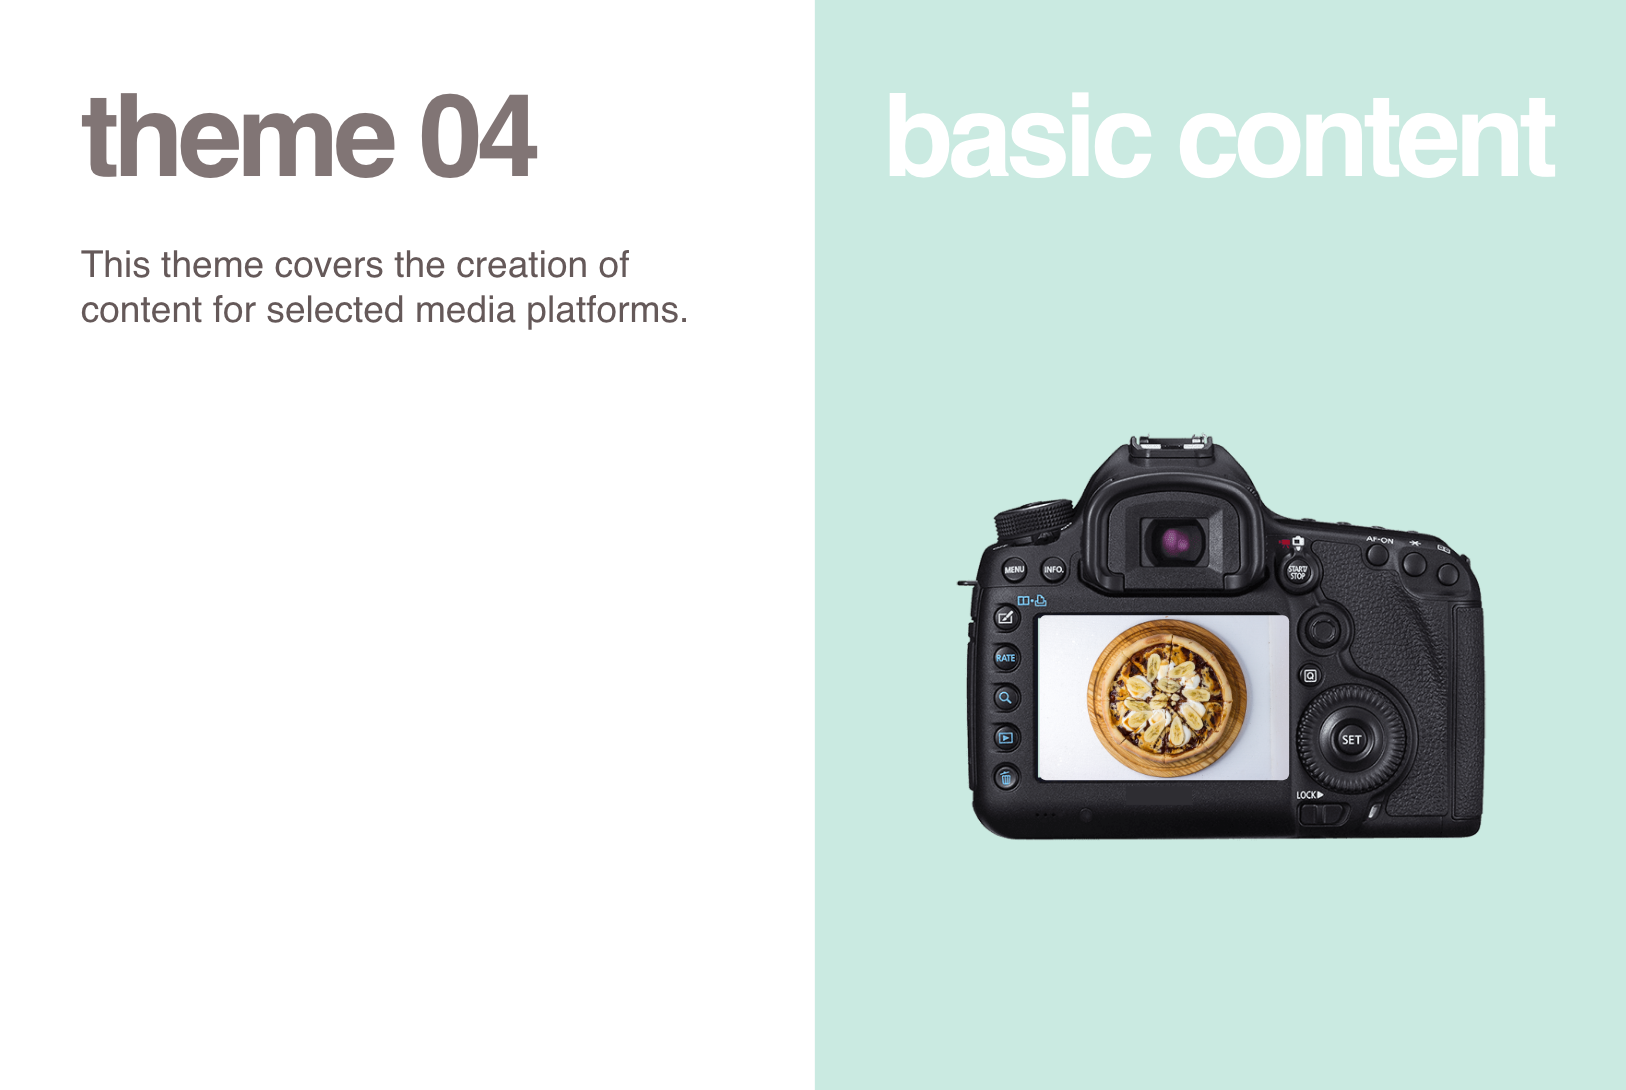 theme 04
This theme covers the creation of
content for selected media platforms.
basic content
AF-ON
MENU
INFO.
START/
STOP
RATE
Q
SET
LOCK